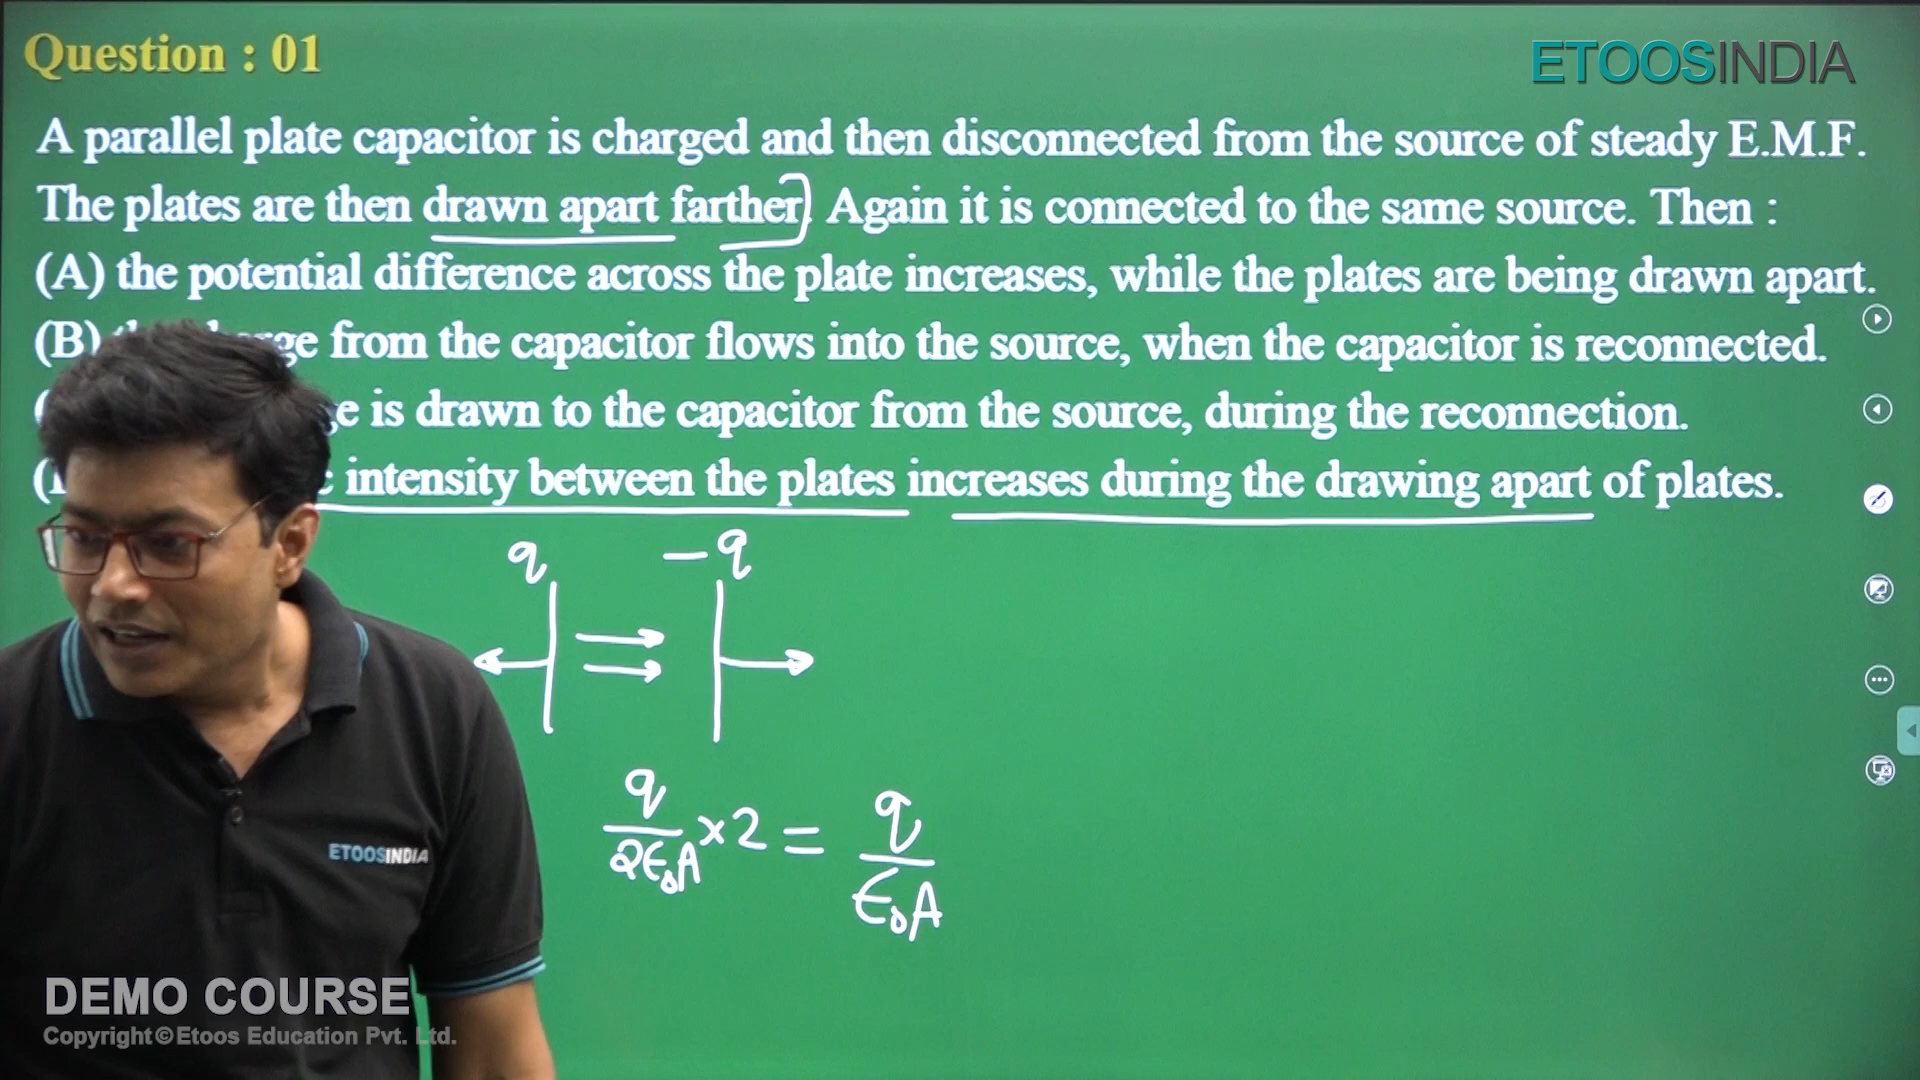 Question : 01
ETOOSINDIA
A parallel plate capacitor is charged and then disconnected from the source of steady E.M.F.
The plates are then drawn apart farther. Again it is connected to the same source. Then :
(A) the potential difference across the plate increases, while the plates are being drawn apart.
(B) from the capacitor flows into the source, when the capacitor is reconnected.
is drawn to the capacitor from the source, during the reconnection.
intensity between the plates increases during the drawing apart of plates.
q -q
q/2ϵ₀A ×2 = q/ϵ₀A
ETOOSINDIA
DEMO COURSE
Copyright©Etoos Education Pvt. Ltd.